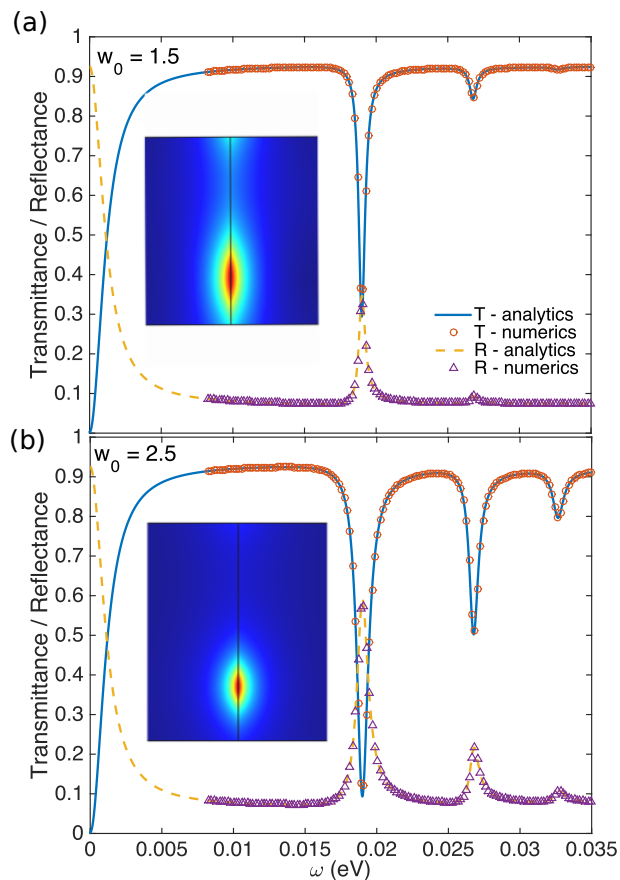 (a)
w0 = 1.5
1
0.9
0.8
0.7
0.6
0.5
0.4
0.3
0.2
0.1
Transmittance / Reflectance
T - analytics
T - numerics
R - analytics
R - numerics
(b)
w0 = 2.5
1
0.9
0.8
0.7
0.6
0.5
0.4
0.3
0.2
0.1
0
Transmittance / Reflectance
0 0.005 0.01 0.015 0.02 0.025 0.03 0.035
ω (eV)